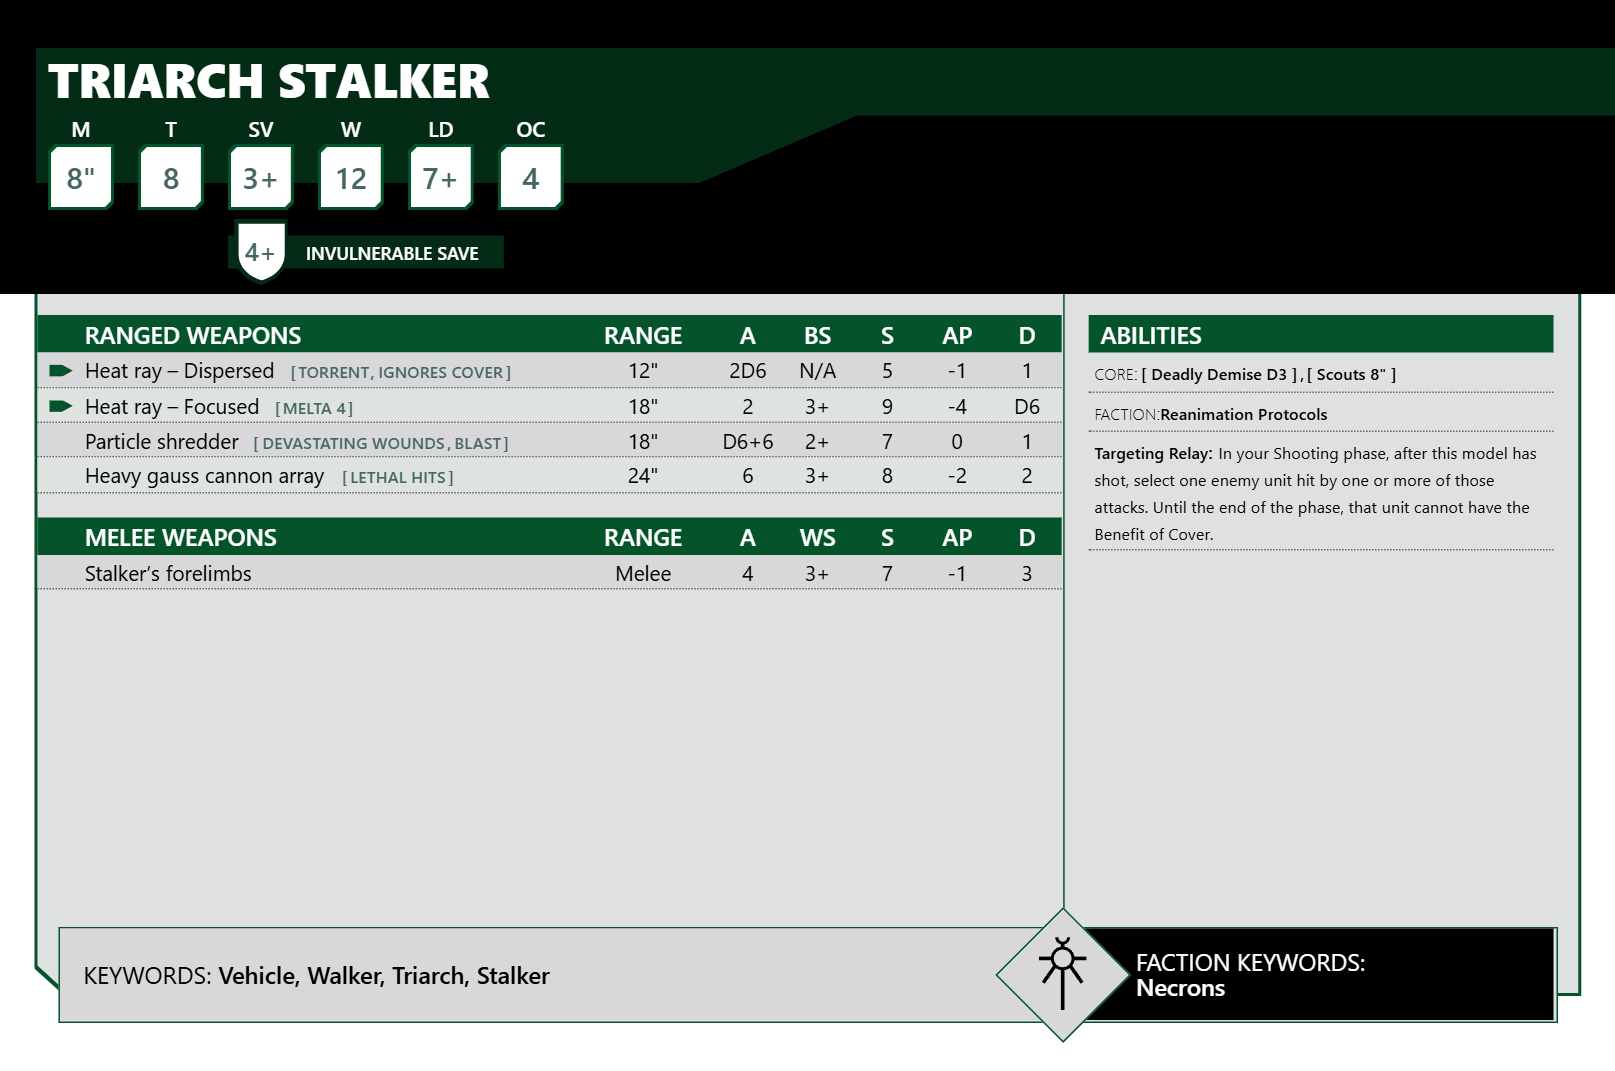 TRIARCH STALKER
M T SV W LD OC
8" 8 3+ 12 7+ 4
4+ INVULNERABLE SAVE
RANGED WEAPONS RANGE A BS S AP D
Heat ray – Dispersed [TORRENT, IGNORES COVER] 12" 2D6 N/A 5 -1 1
Heat ray – Focused [MELTA 4] 18" 2 3+ 9 -4 D6
Particle shredder [DEVASTATING WOUNDS, BLAST] 18" D6+6 2+ 7 0 1
Heavy gauss cannon array [LETHAL HITS] 24" 6 3+ 8 -2 2
MELEE WEAPONS RANGE A WS S AP D
Stalker’s forelimbs Melee 4 3+ 7 -1 3
ABILITIES
CORE: [ Deadly Demise D3 ] , [ Scouts 8" ]
FACTION:Reanimation Protocols
Targeting Relay: In your Shooting phase, after this model has
shot, select one enemy unit hit by one or more of those
attacks. Until the end of the phase, that unit cannot have the
Benefit of Cover.
KEYWORDS: Vehicle, Walker, Triarch, Stalker
FACTION KEYWORDS:
Necrons